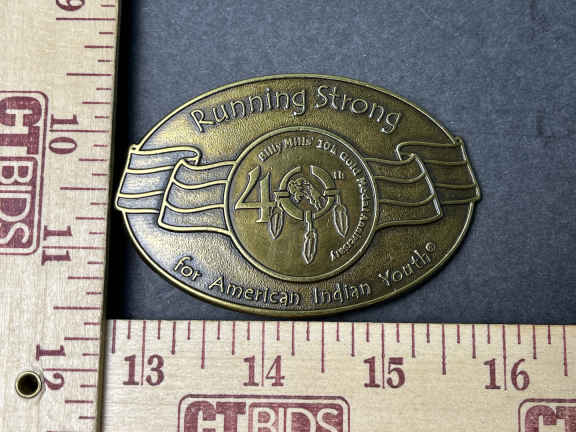 9
CTBIDS
10
11
12
Running Strong
Billy Mills' 10k Gold Medal Anniversary
40th
for American Indian Youth®
13 14 15 16
CTBIDS CTBIDS